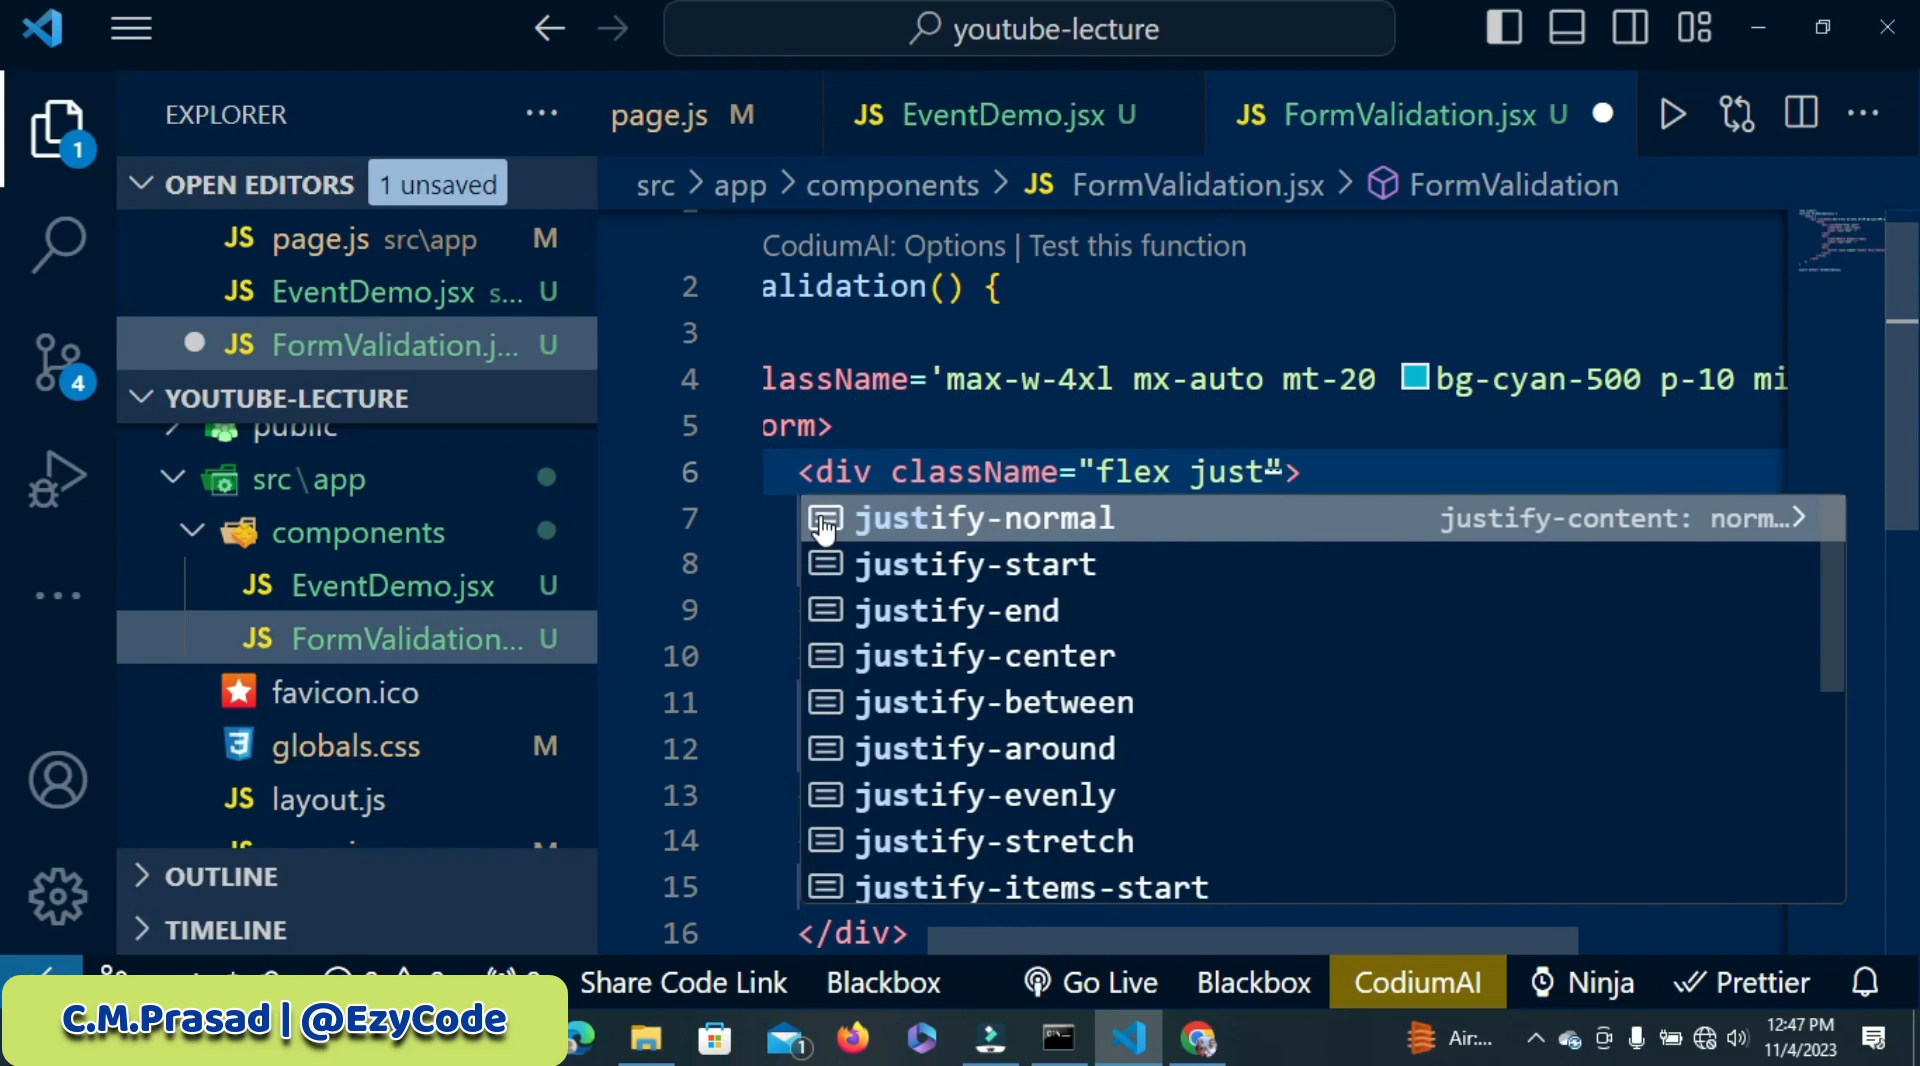 youtube-lecture
EXPLORER
page.js M
JS EventDemo.jsx U
JS FormValidation.jsx U
1
OPEN EDITORS 1 unsaved
JS page.js src\app M
JS EventDemo.jsx s... U
JS FormValidation.j... U
YOUTUBE-LECTURE
public
src\app
components
JS EventDemo.jsx U
JS FormValidation... U
favicon.ico
globals.css M
JS layout.js
OUTLINE
TIMELINE
4
src > app > components > JS FormValidation.jsx > FormValidation
CodiumAI: Options | Test this function
2 alidation() {
3
4 lassName='max-w-4xl mx-auto mt-20 bg-cyan-500 p-10 mi
5 orm>
6 <div className="flex just">
7 justify-normal justify-content: norm...
8 justify-start
9 justify-end
10 justify-center
11 justify-between
12 justify-around
13 justify-evenly
14 justify-stretch
15 justify-items-start
16 </div>
Share Code Link Blackbox Go Live Blackbox CodiumAI Ninja Prettier
C.M.Prasad | @EzyCode
1
Air:...
12:47 PM
11/4/2023